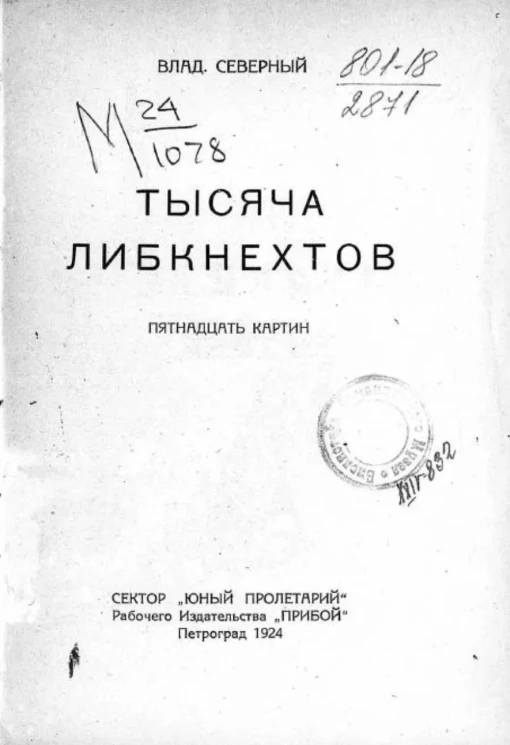 ВЛАД. СЕВЕРНЫЙ
801-18
2871
М 24
1078
ТЫСЯЧА
ЛИБКНЕХТОВ
ПЯТНАДЦАТЬ КАРТИН
XXIV-832
СЕКТОР „ЮНЫЙ ПРОЛЕТАРИЙ“
Рабочего Издательства „ПРИБОЙ“
Петроград 1924